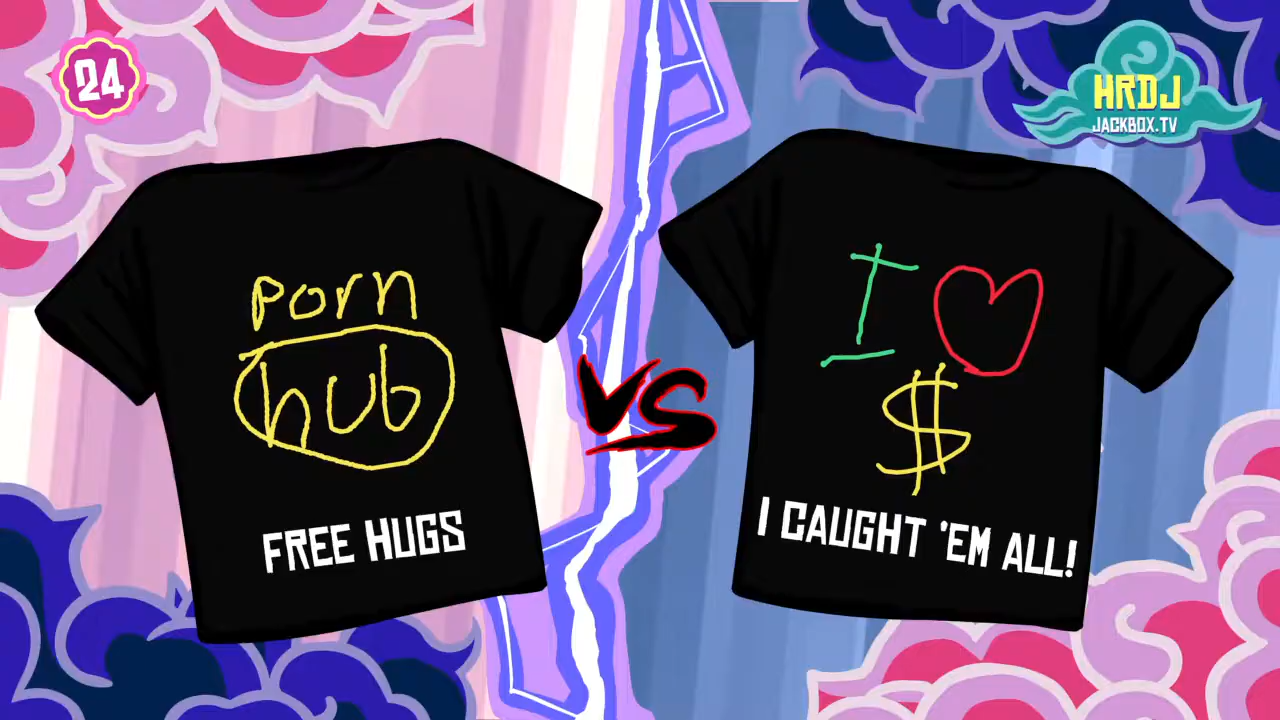 24
HRDJ
JACKBOX.TV
Porn
hub
FREE HUGS
VS
I ♥
$
I CAUGHT 'EM ALL!